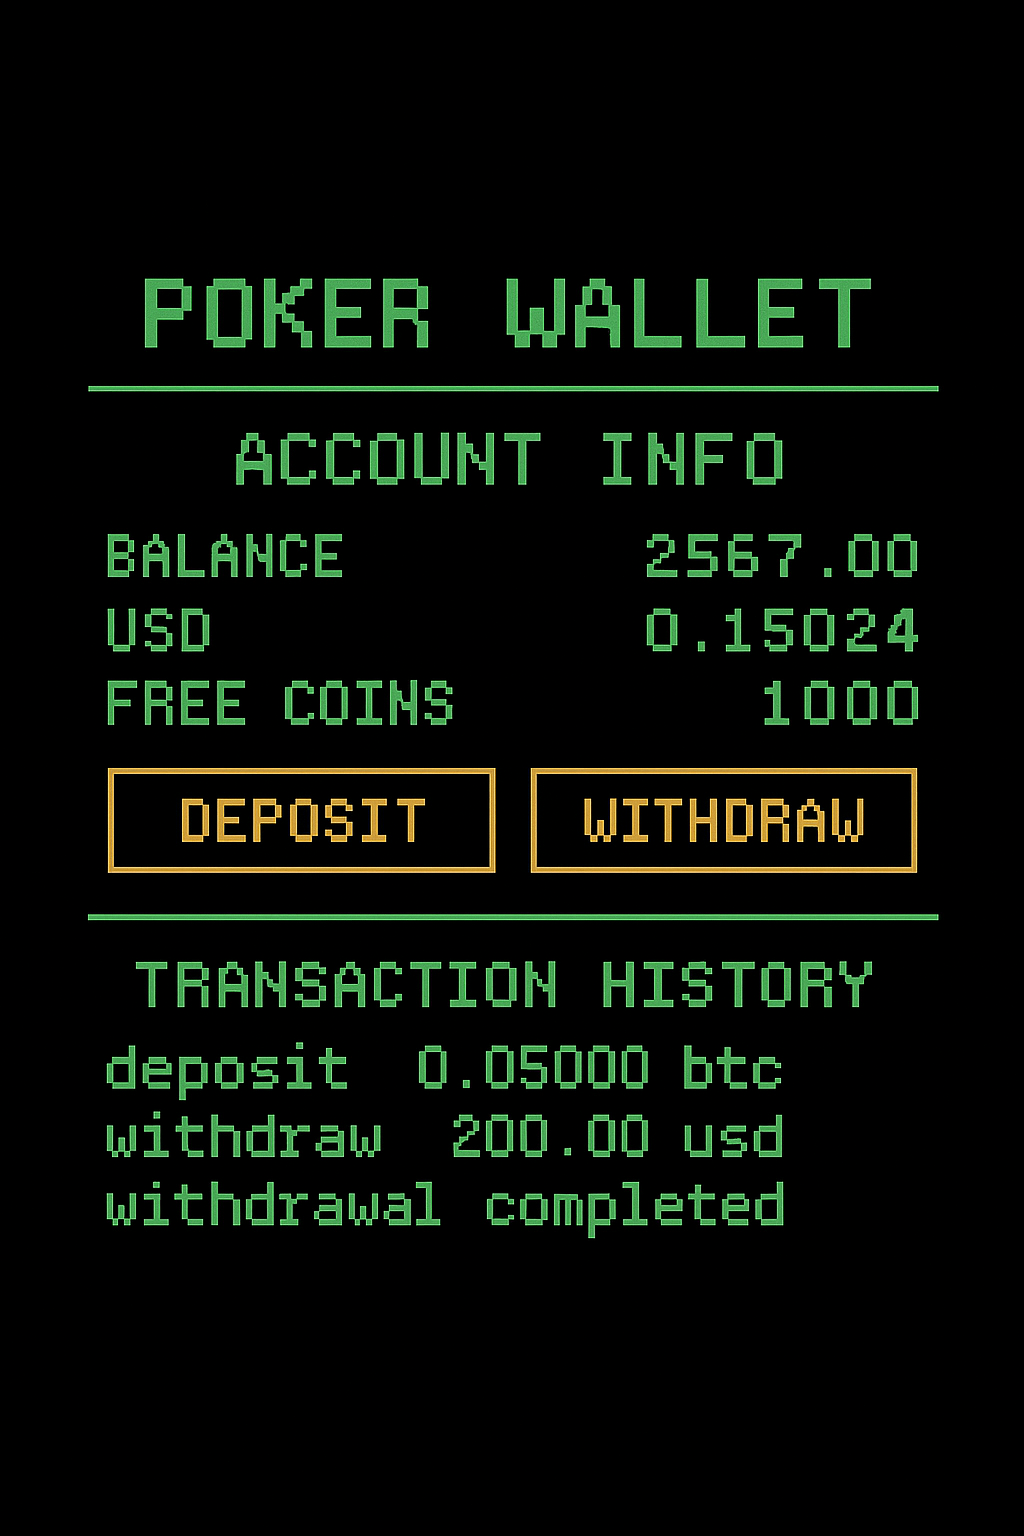 POKER WALLET
ACCOUNT INFO
BALANCE 2567.00
USD 0.15024
FREE COINS 1000
DEPOSIT WITHDRAW
TRANSACTION HISTORY
deposit 0.05000 btc
withdraw 200.00 usd
withdrawal completed